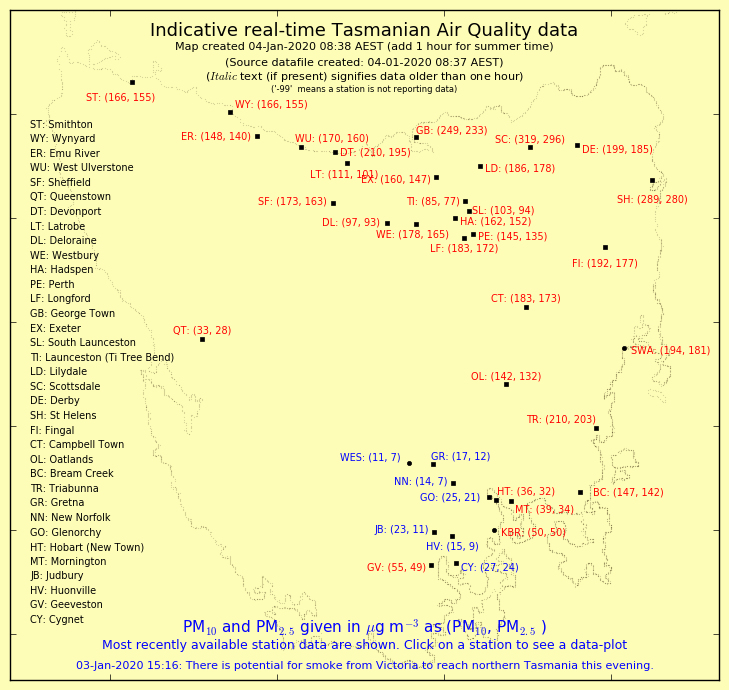 Indicative real-time Tasmanian Air Quality data
Map created 04-Jan-2020 08:38 AEST (add 1 hour for summer time)
(Source datafile created: 04-01-2020 08:37 AEST)
(Italic text (if present) signifies data older than one hour)
('-99' means a station is not reporting data)
ST: (166, 155)
WY: (166, 155)
ER: (148, 140)
WU: (170, 160)
GB: (249, 233)
SC: (319, 296)
DT: (210, 195)
DE: (199, 185)
LT: (111, 101)
EX: (160, 147)
LD: (186, 178)
SH: (289, 280)
SF: (173, 163)
TI: (85, 77)
SL: (103, 94)
DL: (97, 93)
HA: (162, 152)
WE: (178, 165)
PE: (145, 135)
LF: (183, 172)
FI: (192, 177)
CT: (183, 173)
QT: (33, 28)
SWA: (194, 181)
OL: (142, 132)
TR: (210, 203)
WES: (11, 7)
GR: (17, 12)
NN: (14, 7)
HT: (36, 32)
BC: (147, 142)
GO: (25, 21)
MT: (39, 34)
JB: (23, 11)
KBR: (50, 50)
HV: (15, 9)
GV: (55, 49)
CY: (27, 24)
ST: Smithton
WY: Wynyard
ER: Emu River
WU: West Ulverstone
SF: Sheffield
QT: Queenstown
DT: Devonport
LT: Latrobe
DL: Deloraine
WE: Westbury
HA: Hadspen
PE: Perth
LF: Longford
GB: George Town
EX: Exeter
SL: South Launceston
TI: Launceston (Ti Tree Bend)
LD: Lilydale
SC: Scottsdale
DE: Derby
SH: St Helens
FI: Fingal
CT: Campbell Town
OL: Oatlands
BC: Bream Creek
TR: Triabunna
GR: Gretna
NN: New Norfolk
GO: Glenorchy
HT: Hobart (New Town)
MT: Mornington
JB: Judbury
HV: Huonville
GV: Geeveston
CY: Cygnet
PM10 and PM2.5 given in μg m−3 as (PM10, PM2.5 )
Most recently available station data are shown. Click on a station to see a data-plot
03-Jan-2020 15:16: There is potential for smoke from Victoria to reach northern Tasmania this evening.